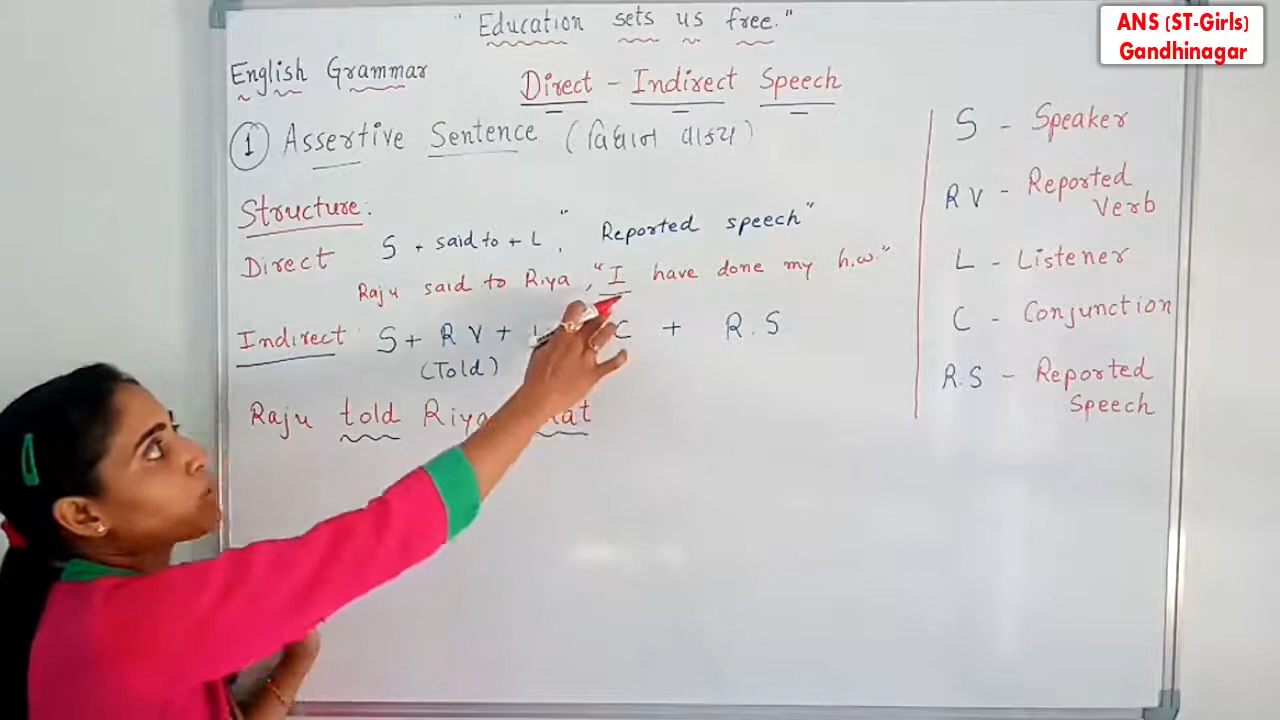 "Education sets us free."
ANS (ST-Girls)
Gandhinagar
English Grammar
Direct - Indirect Speech
① Assertive Sentence (વિધાન વાક્ય)
Structure:
Direct S + said to + L, "Reported speech"
Raju said to Riya, "I have done my h.w."
Indirect S + RV + C + R.S
(Told)
Raju told Riya
S - Speaker
RV - Reported Verb
L - Listener
C - Conjunction
R.S - Reported Speech